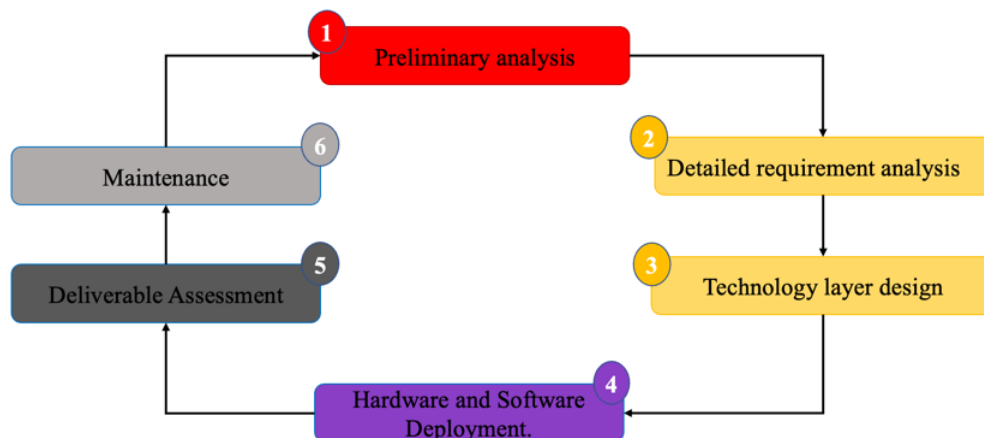 1
Preliminary analysis
2
Detailed requirement analysis
3
Technology layer design
4
Hardware and Software
Deployment.
5
Deliverable Assessment
6
Maintenance